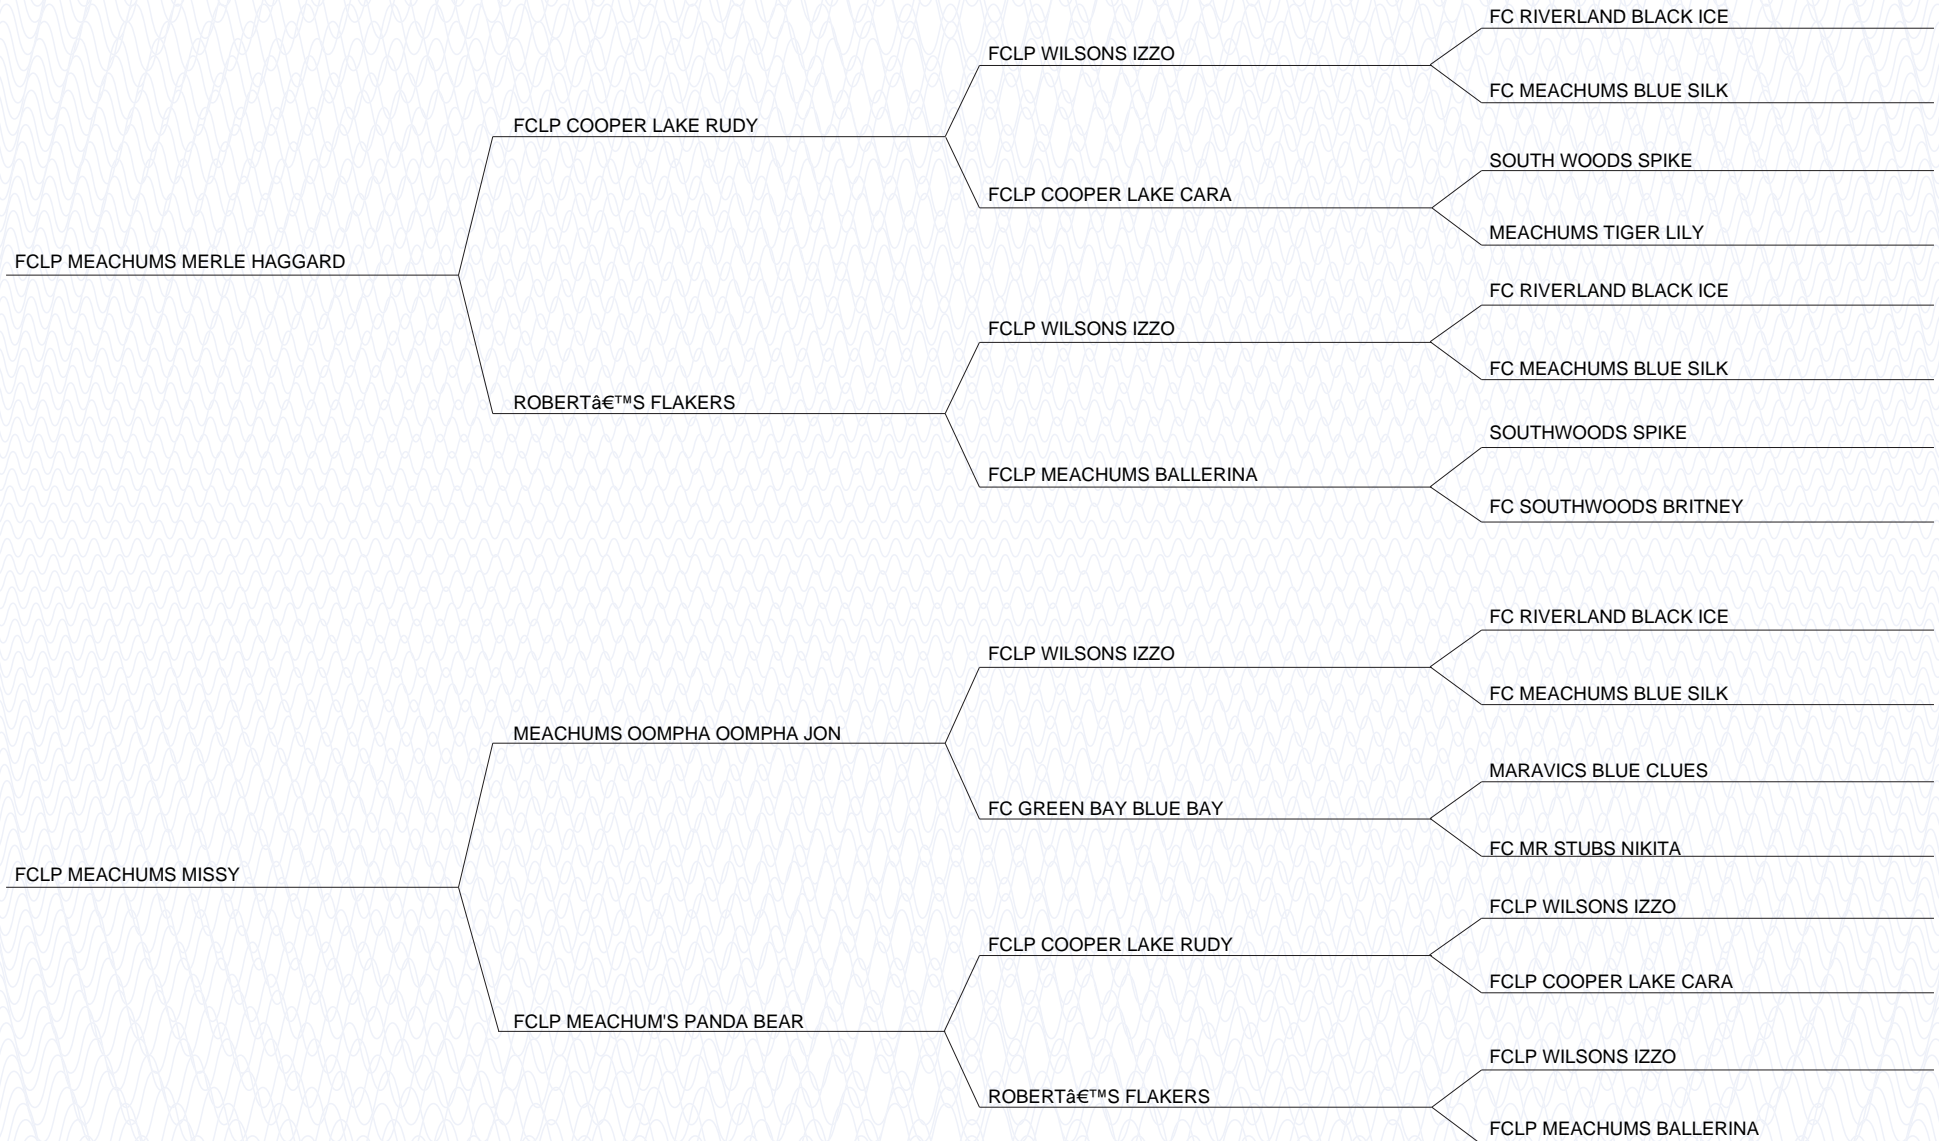 FC RIVERLAND BLACK ICE
FCLP WILSONS IZZO
FC MEACHUMS BLUE SILK
FCLP COOPER LAKE RUDY
SOUTH WOODS SPIKE
FCLP COOPER LAKE CARA
MEACHUMS TIGER LILY
FCLP MEACHUMS MERLE HAGGARD
FC RIVERLAND BLACK ICE
FCLP WILSONS IZZO
FC MEACHUMS BLUE SILK
ROBERTâ€™S FLAKERS
SOUTHWOODS SPIKE
FCLP MEACHUMS BALLERINA
FC SOUTHWOODS BRITNEY
FC RIVERLAND BLACK ICE
FCLP WILSONS IZZO
FC MEACHUMS BLUE SILK
MEACHUMS OOMPHA OOMPHA JON
MARAVICS BLUE CLUES
FC GREEN BAY BLUE BAY
FC MR STUBS NIKITA
FCLP MEACHUMS MISSY
FCLP WILSONS IZZO
FCLP COOPER LAKE RUDY
FCLP COOPER LAKE CARA
FCLP MEACHUM'S PANDA BEAR
FCLP WILSONS IZZO
ROBERTâ€™S FLAKERS
FCLP MEACHUMS BALLERINA